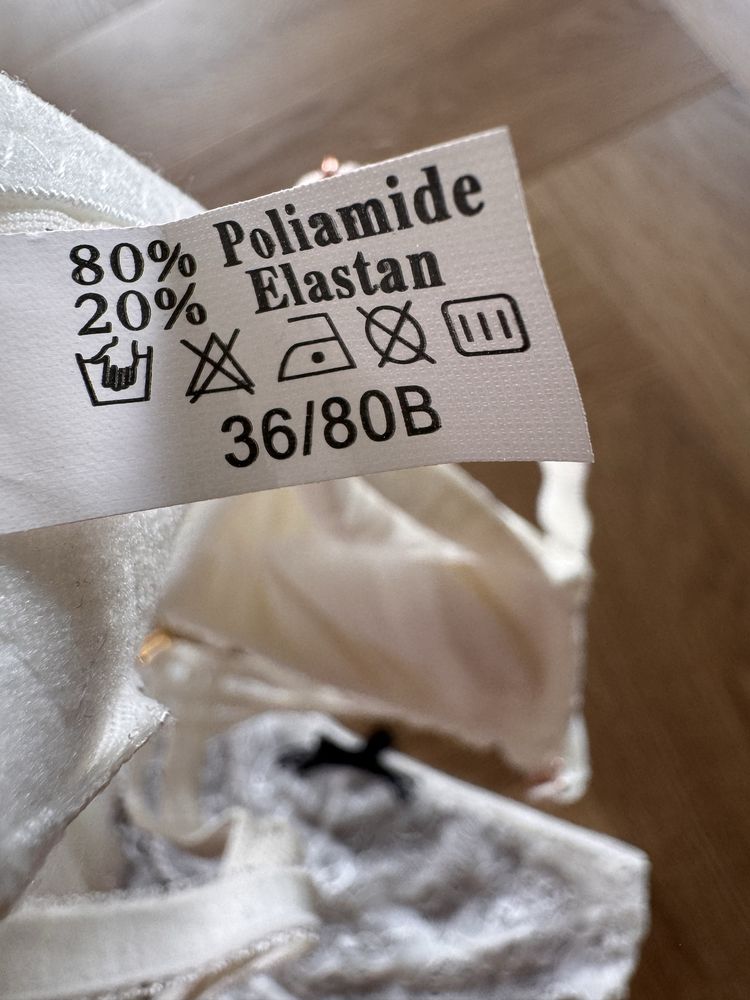 80% Poliamide
20% Elastan
36/80B